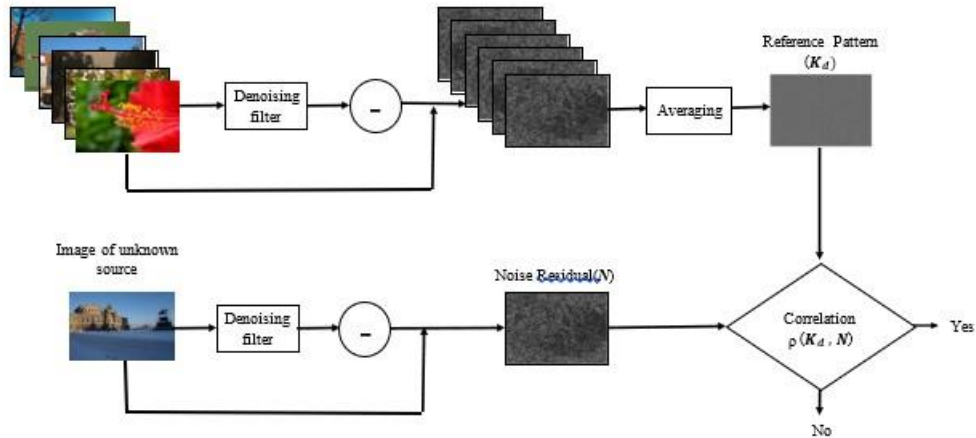 Reference Pattern
(K_d)
Denoising
filter
-
Averaging
Image of unknown
source
Noise Residual(N)
Denoising
filter
-
Correlation
ρ (K_d , N)
Yes
No